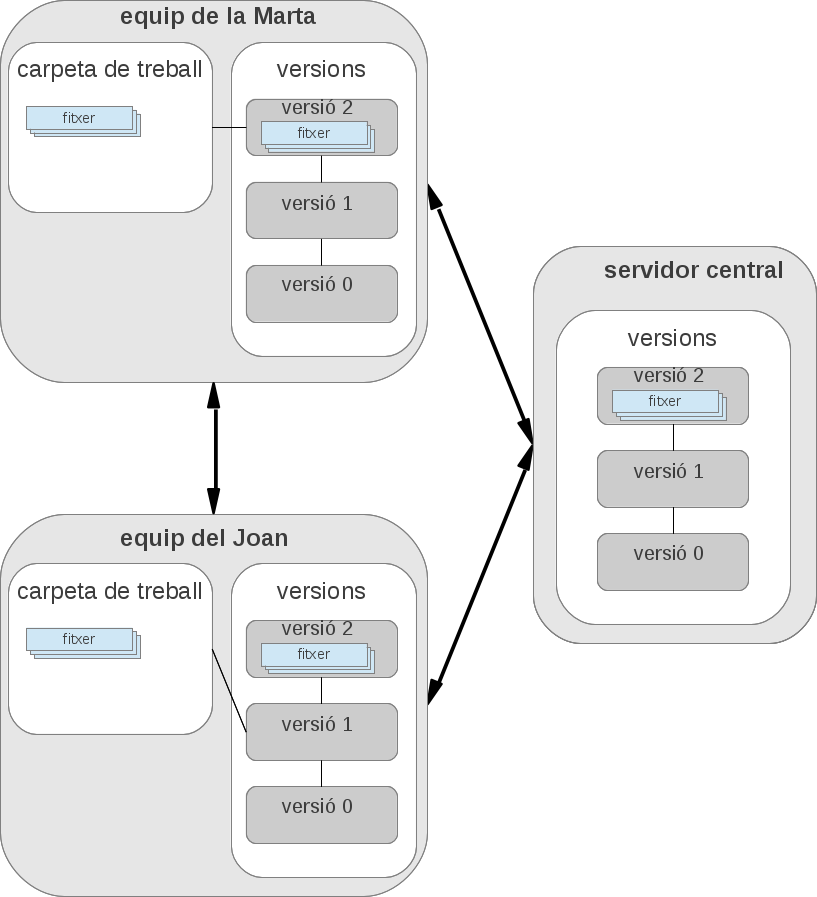 equip de la Marta
carpeta de treball
fitxer
versions
versió 2
fitxer
versió 1
versió 0
servidor central
versions
versió 2
fitxer
versió 1
versió 0
equip del Joan
carpeta de treball
fitxer
versions
versió 2
fitxer
versió 1
versió 0